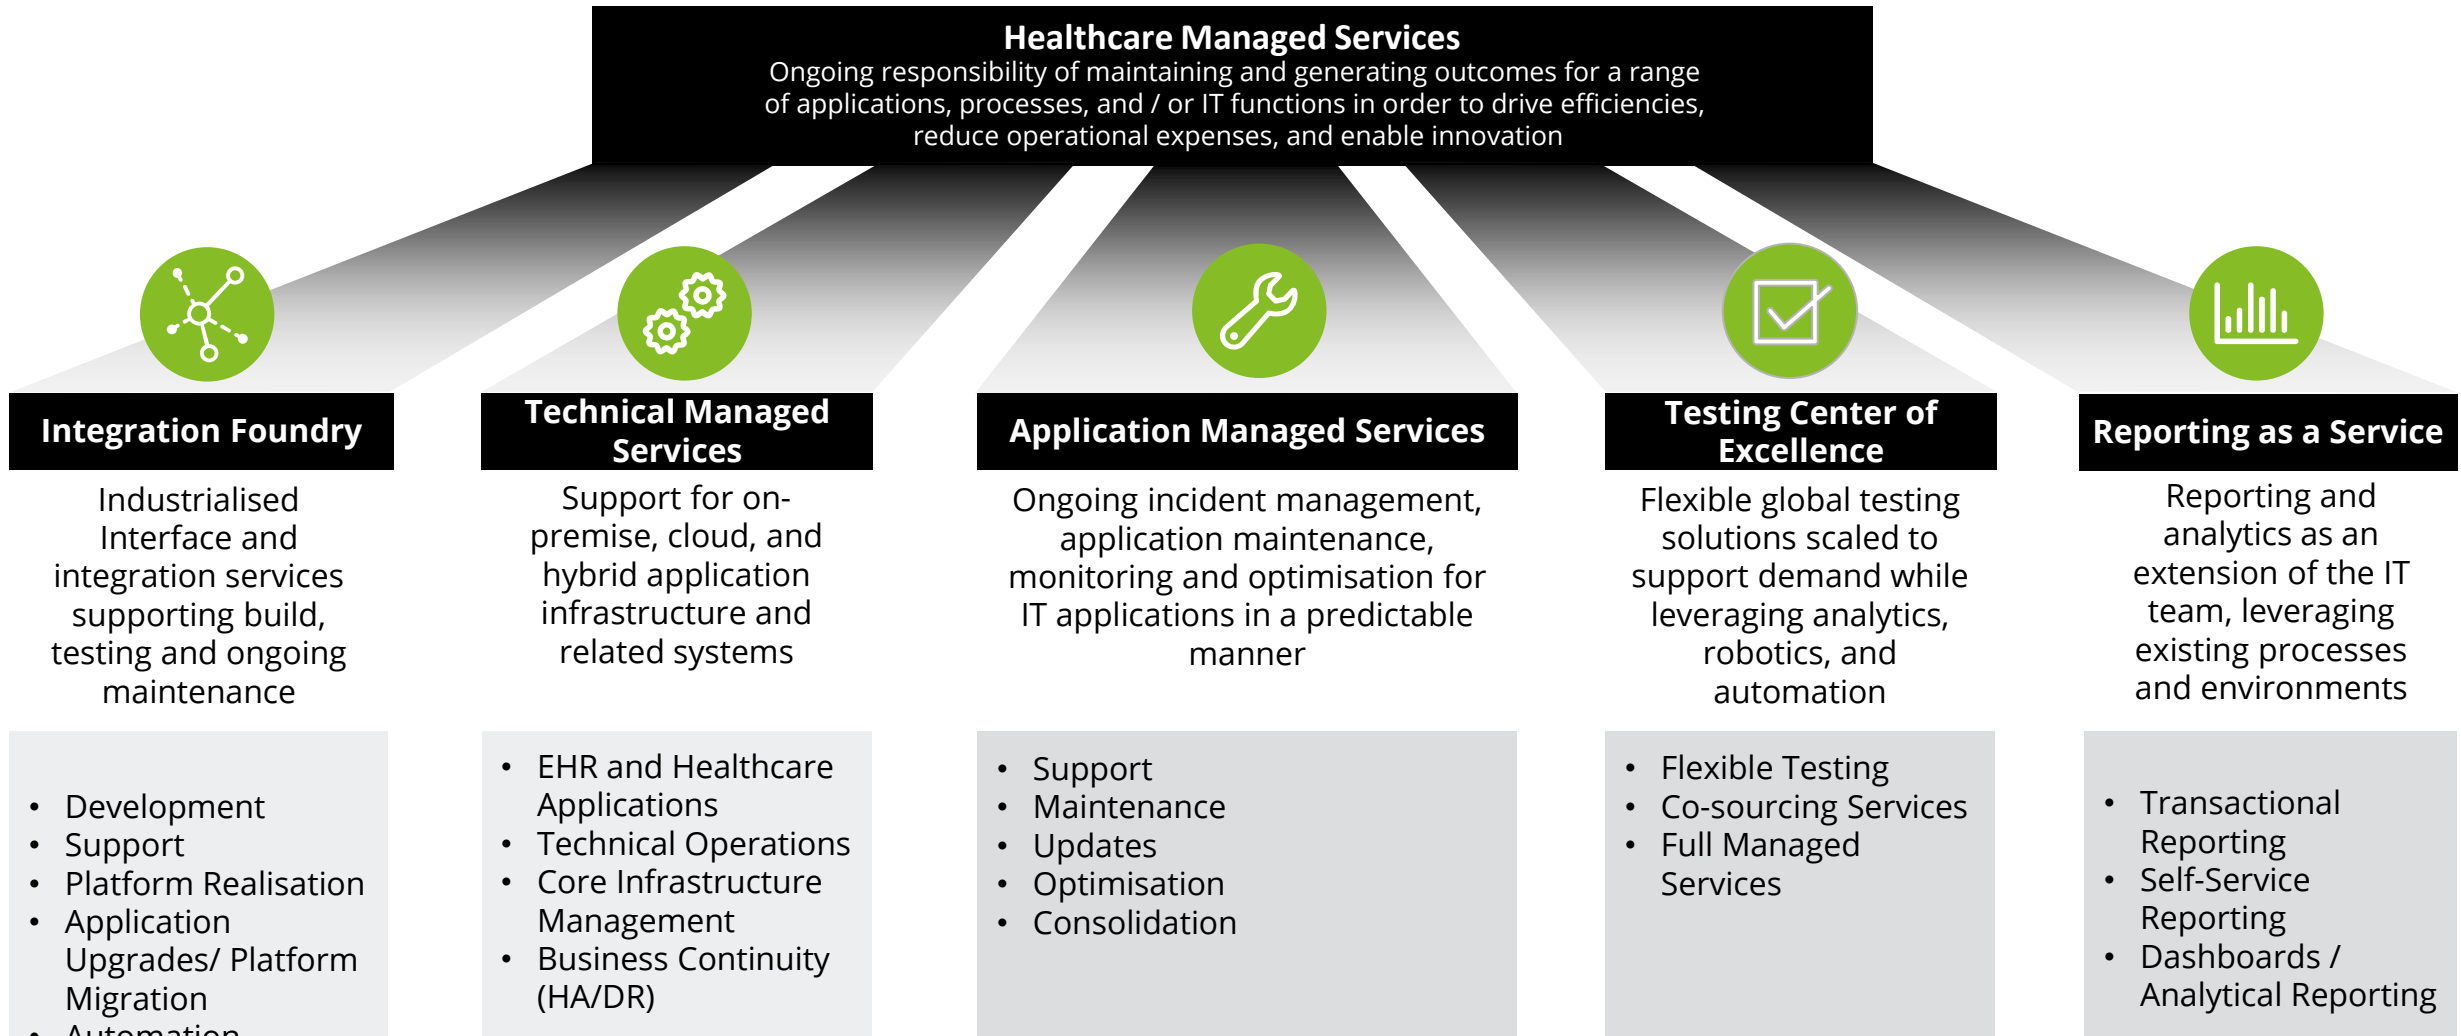 Healthcare Managed Services
Ongoing responsibility of maintaining and generating outcomes for a range
of applications, processes, and / or IT functions in order to drive efficiencies,
reduce operational expenses, and enable innovation
Integration Foundry
Industrialised
Interface and
integration services
supporting build,
testing and ongoing
maintenance
• Development
• Support
• Platform Realisation
• Application
Upgrades/ Platform
Migration
• Automation
Technical Managed
Services
Support for on-
premise, cloud, and
hybrid application
infrastructure and
related systems
• EHR and Healthcare
Applications
• Technical Operations
• Core Infrastructure
Management
• Business Continuity
(HA/DR)
Application Managed Services
Ongoing incident management,
application maintenance,
monitoring and optimisation for
IT applications in a predictable
manner
• Support
• Maintenance
• Updates
• Optimisation
• Consolidation
Testing Center of
Excellence
Flexible global testing
solutions scaled to
support demand while
leveraging analytics,
robotics, and
automation
• Flexible Testing
• Co-sourcing Services
• Full Managed
Services
Reporting as a Service
Reporting and
analytics as an
extension of the IT
team, leveraging
existing processes
and environments
• Transactional
Reporting
• Self-Service
Reporting
• Dashboards /
Analytical Reporting